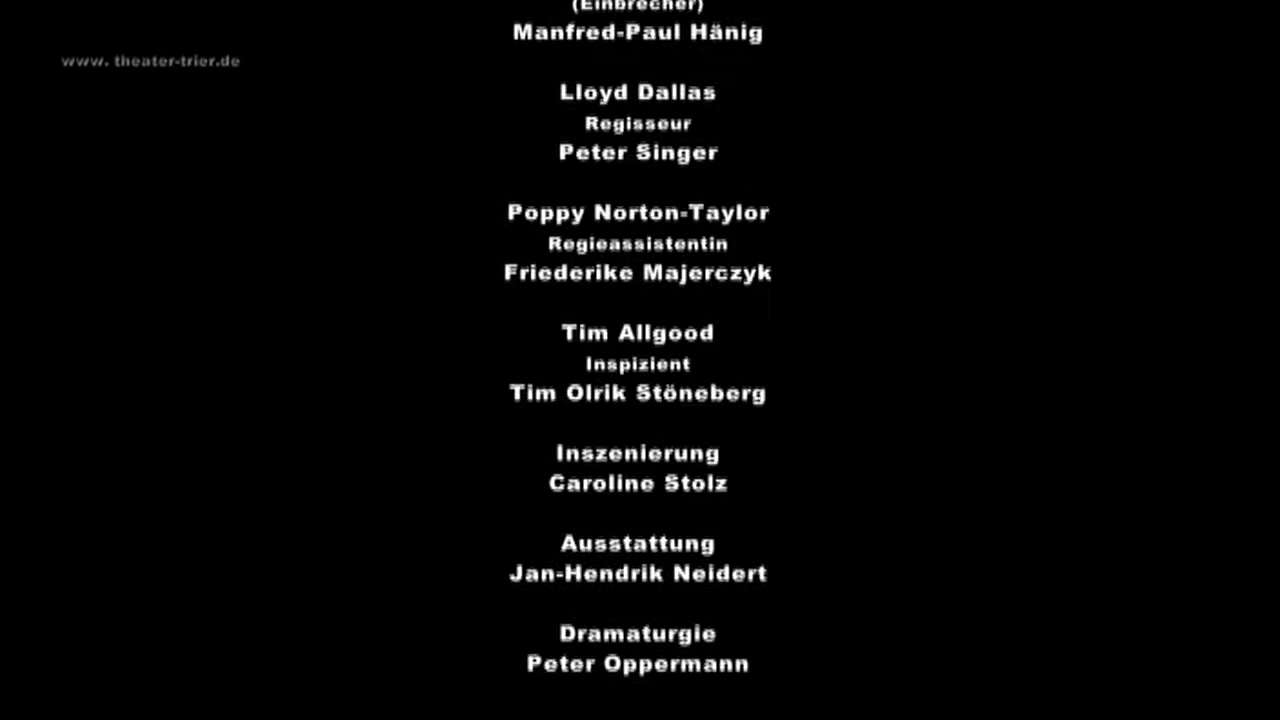 (Einbrecher)
Manfred-Paul Hänig
www. theater-trier.de
Lloyd Dallas
Regisseur
Peter Singer
Poppy Norton-Taylor
Regieassistentin
Friederike Majerczyk
Tim Allgood
Inspizient
Tim Olrik Stöneberg
Inszenierung
Caroline Stolz
Ausstattung
Jan-Hendrik Neidert
Dramaturgie
Peter Oppermann